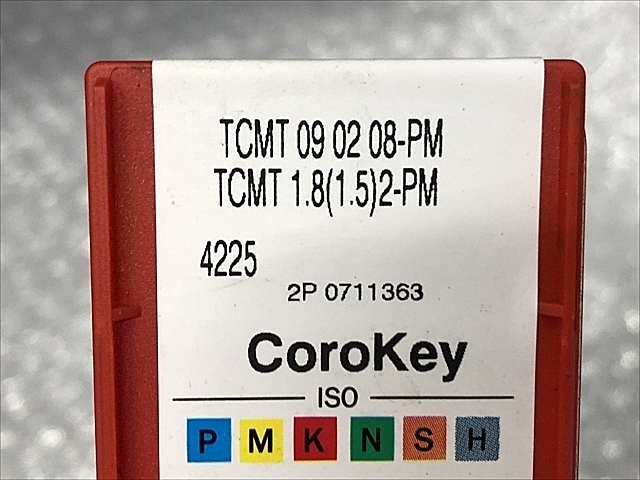 TCMT 09 02 08-PM
TCMT 1.8(1.5)2-PM
4225
2P 0711363
CoroKey
ISO
P M K N S H